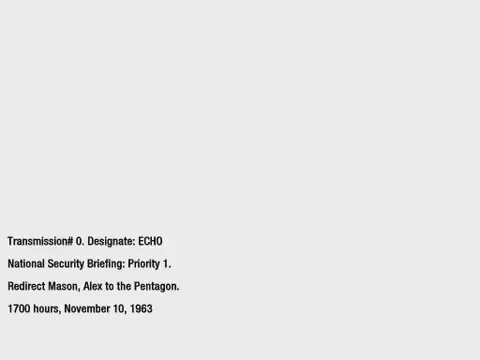 Transmission# 0. Designate: ECHO
National Security Briefing: Priority 1.
Redirect Mason, Alex to the Pentagon.
1700 hours, November 10, 1963